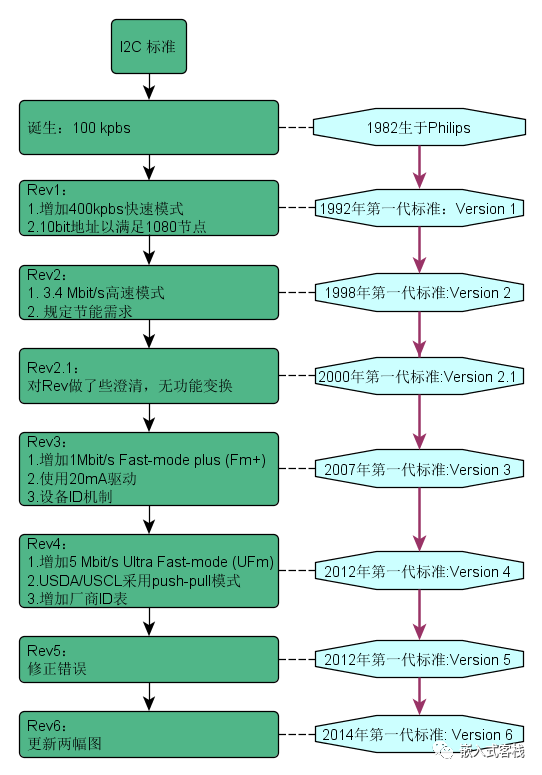 I2C 标准
诞生：100 kpbs
1982生于Philips
Rev1：
1.增加400kpbs快速模式
2.10bit地址以满足1080节点
1992年第一代标准：Version 1
Rev2：
1. 3.4 Mbit/s高速模式
2. 规定节能需求
1998年第一代标准:Version 2
Rev2.1：
对Rev做了些澄清，无功能变换
2000年第一代标准:Version 2.1
Rev3：
1.增加1Mbit/s Fast-mode plus (Fm+)
2.使用20mA驱动
3.设备ID机制
2007年第一代标准:Version 3
Rev4：
1.增加5 Mbit/s Ultra Fast-mode (UFm)
2.USDA/USCL采用push-pull模式
3.增加厂商ID表
2012年第一代标准:Version 4
Rev5：
修正错误
2012年第一代标准:Version 5
Rev6：
更新两幅图
2014年第一代标准: Version 6
嵌入式客栈